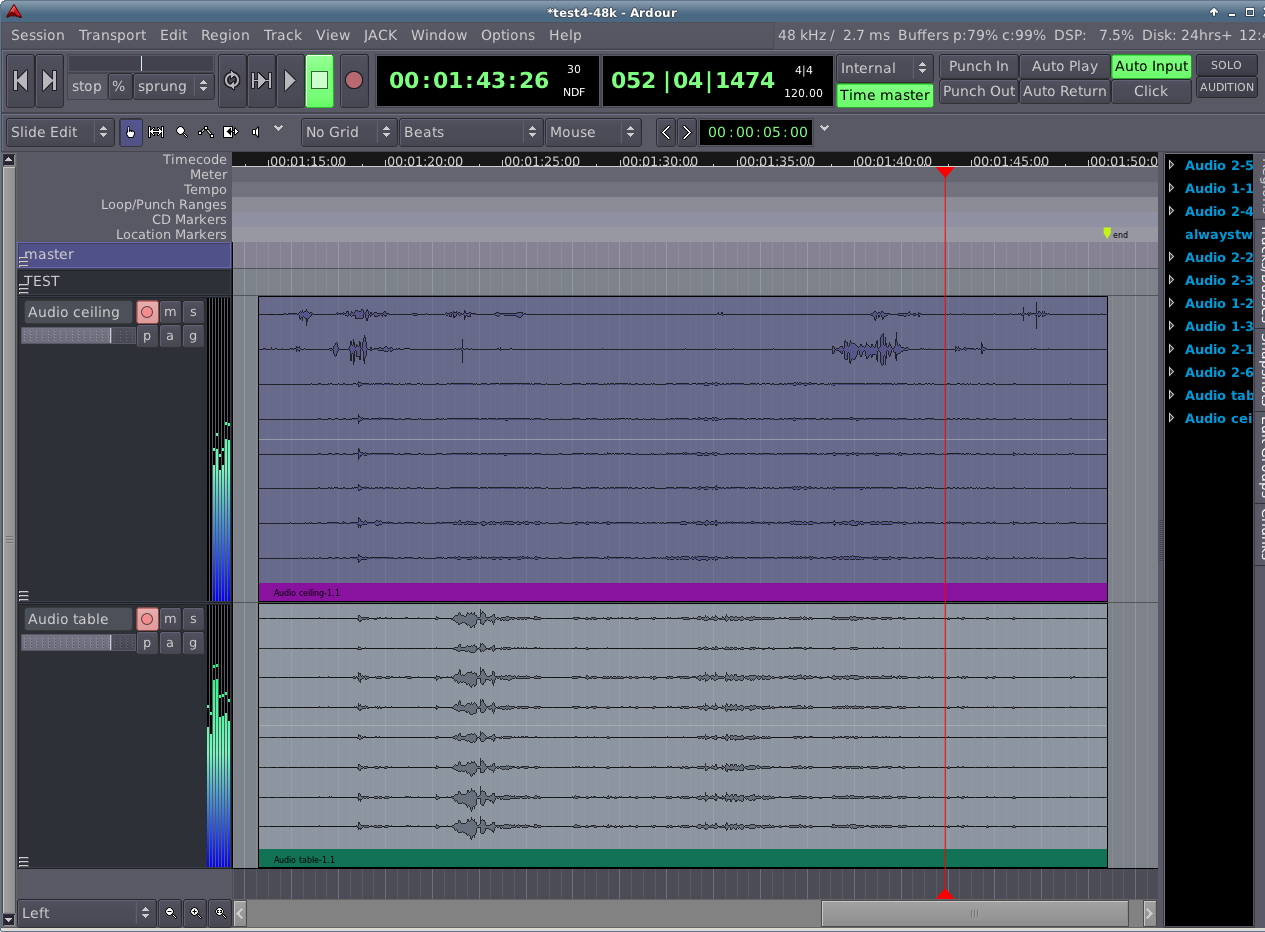 *test4-48k - Ardour
Session Transport Edit Region Track View JACK Window Options Help
48 kHz / 2.7 ms Buffers p:79% c:99% DSP: 7.5% Disk: 24hrs+ 12:4
stop % sprung
00:01:43:26 30 NDF
052 |04|1474 4|4 120.00
Internal
Time master
Punch In Auto Play Auto Input
Punch Out Auto Return Click
SOLO
AUDITION
Slide Edit No Grid Beats Mouse 00:00:05:00
Timecode 00:01:15:00 00:01:20:00 00:01:25:00 00:01:30:00 00:01:35:00 00:01:40:00 00:01:45:00 00:01:50:0
Meter
Tempo
Loop/Punch Ranges
CD Markers
Location Markers end
master
TEST
Audio ceiling m s
p a g
Audio ceiling-1.1
Audio table m s
p a g
Audio table-1.1
Left
Audio 2-5
Audio 1-1
Audio 2-4
alwaystw
Audio 2-2
Audio 2-3
Audio 1-2
Audio 1-3
Audio 2-1
Audio 2-6
Audio tab
Audio cei